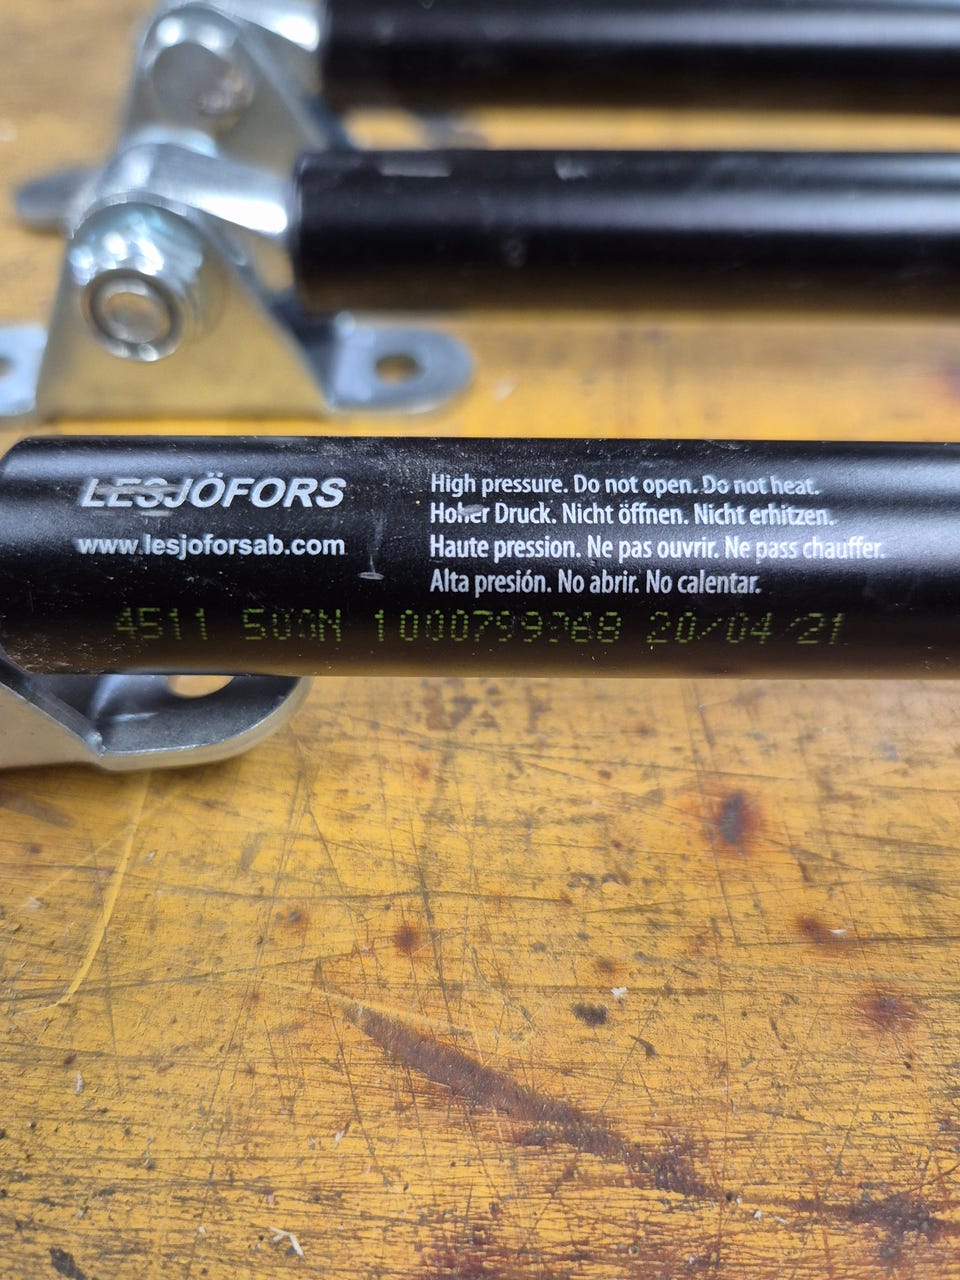 LESJÖFORS
www.lesjoforsab.com
High pressure. Do not open. Do not heat.
Hoher Druck. Nicht öffnen. Nicht erhitzen.
Haute pression. Ne pas ouvrir. Ne pass chauffer.
Alta presión. No abrir. No calentar.
4511 20/04/21